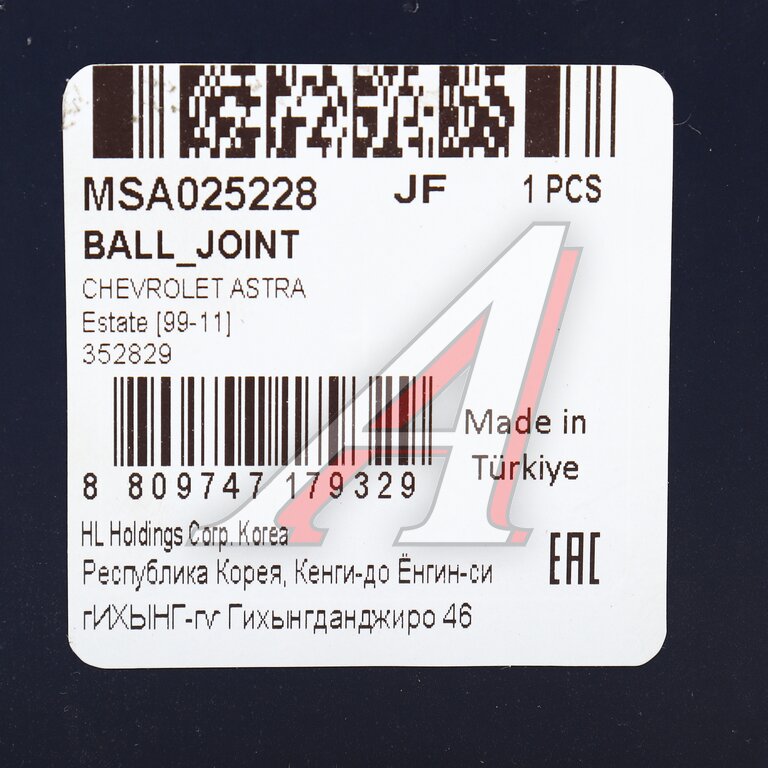 MSA025228 JF 1 PCS
BALL_JOINT
CHEVROLET ASTRA
Estate [99-11]
352829
8 809747 179329
Made in
Türkiye
HL Holdings Corp. Korea
Республика Корея, Кенги-до Ёнгин-си
гИХЫНГ-гу Гихынгданджиро 46
EAC